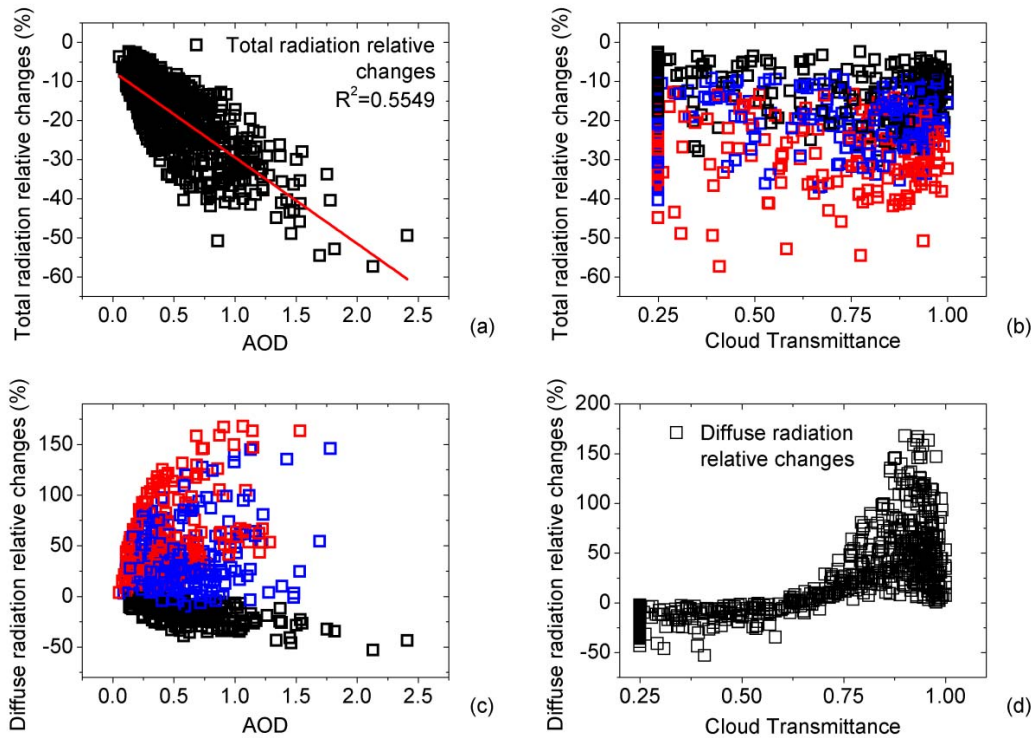 Total radiation relative changes (%)
0
-10
-20
-30
-40
-50
-60
Total radiation relative
changes
R²=0.5549
0.0 0.5 1.0 1.5 2.0 2.5
AOD
(a)
Total radiation relative changes (%)
0
-10
-20
-30
-40
-50
-60
0.25 0.50 0.75 1.00
Cloud Transmittance
(b)
Diffuse radiation relative changes (%)
150
100
50
0
-50
0.0 0.5 1.0 1.5 2.0 2.5
AOD
(c)
Diffuse radiation relative changes (%)
200
150
100
50
0
-50
Diffuse radiation
relative changes
0.25 0.50 0.75 1.00
Cloud Transmittance
(d)